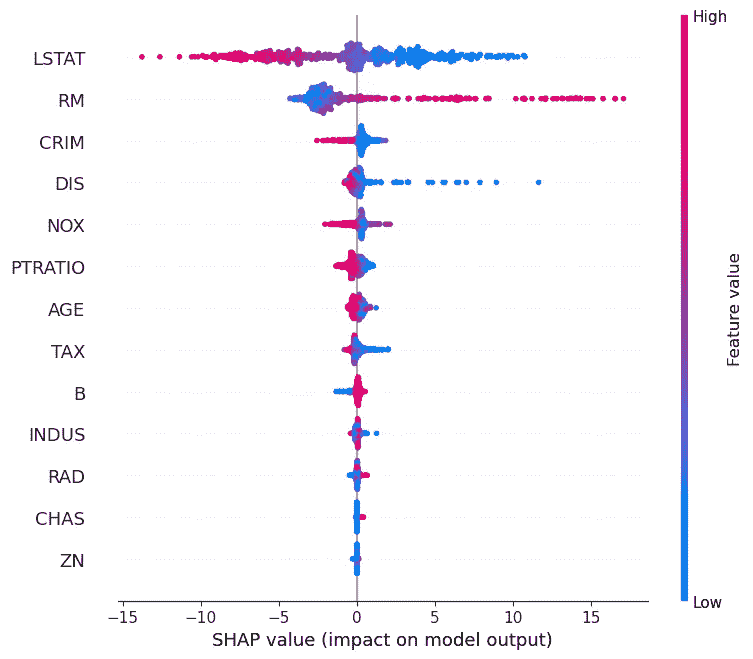 High
LSTAT
RM
CRIM
DIS
NOX
PTRATIO
AGE
TAX
B
INDUS
RAD
CHAS
ZN
Low
Feature value
−15 −10 −5 0 5 10 15
SHAP value (impact on model output)